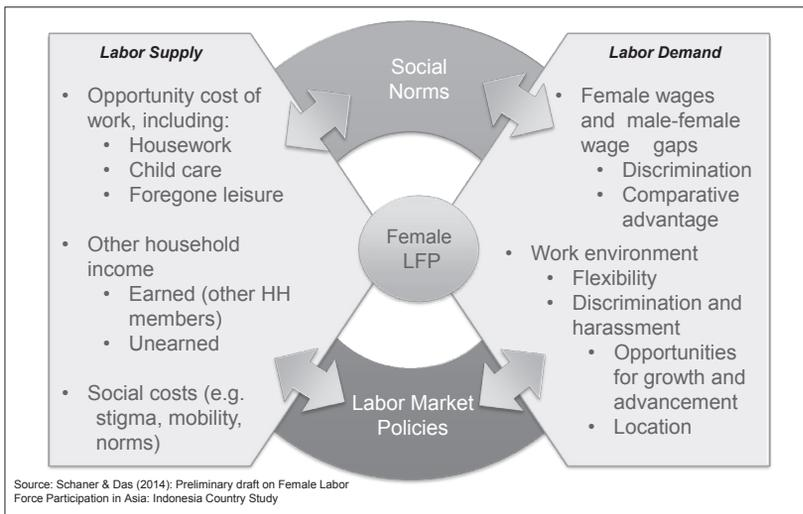 Labor Supply
• Opportunity cost of
work, including:
• Housework
• Child care
• Foregone leisure
• Other household
income
• Earned (other HH
members)
• Unearned
• Social costs (e.g.
stigma, mobility,
norms)
Social
Norms
Female
LFP
Labor Market
Policies
Labor Demand
• Female wages
and male-female
wage gaps
• Discrimination
• Comparative
advantage
• Work environment
• Flexibility
• Discrimination and
harassment
• Opportunities
for growth and
advancement
• Location
Source: Schaner & Das (2014): Preliminary draft on Female Labor
Force Participation in Asia: Indonesia Country Study